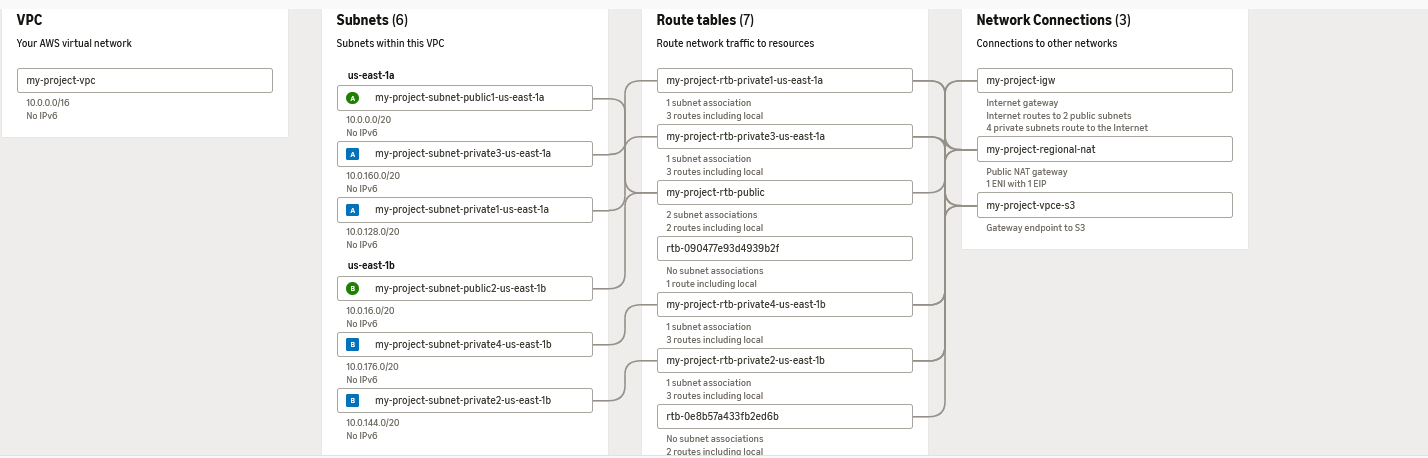 VPC
Your AWS virtual network
my-project-vpc
10.0.0.0/16
No IPv6
Subnets (6)
Subnets within this VPC
us-east-1a
A my-project-subnet-public1-us-east-1a
10.0.0.0/20
No IPv6
A my-project-subnet-private3-us-east-1a
10.0.160.0/20
No IPv6
A my-project-subnet-private1-us-east-1a
10.0.128.0/20
No IPv6
us-east-1b
B my-project-subnet-public2-us-east-1b
10.0.16.0/20
No IPv6
B my-project-subnet-private4-us-east-1b
10.0.176.0/20
No IPv6
B my-project-subnet-private2-us-east-1b
10.0.144.0/20
No IPv6
Route tables (7)
Route network traffic to resources
my-project-rtb-private1-us-east-1a
1 subnet association
3 routes including local
my-project-rtb-private3-us-east-1a
1 subnet association
3 routes including local
my-project-rtb-public
2 subnet associations
2 routes including local
rtb-090477e93d4939b2f
No subnet associations
1 route including local
my-project-rtb-private4-us-east-1b
1 subnet association
3 routes including local
my-project-rtb-private2-us-east-1b
1 subnet association
3 routes including local
rtb-0e8b57a433fb2ed6b
No subnet associations
2 routes including local
Network Connections (3)
Connections to other networks
my-project-igw
Internet gateway
Internet routes to 2 public subnets
4 private subnets route to the Internet
my-project-regional-nat
Public NAT gateway
1 ENI with 1 EIP
my-project-vpce-s3
Gateway endpoint to S3